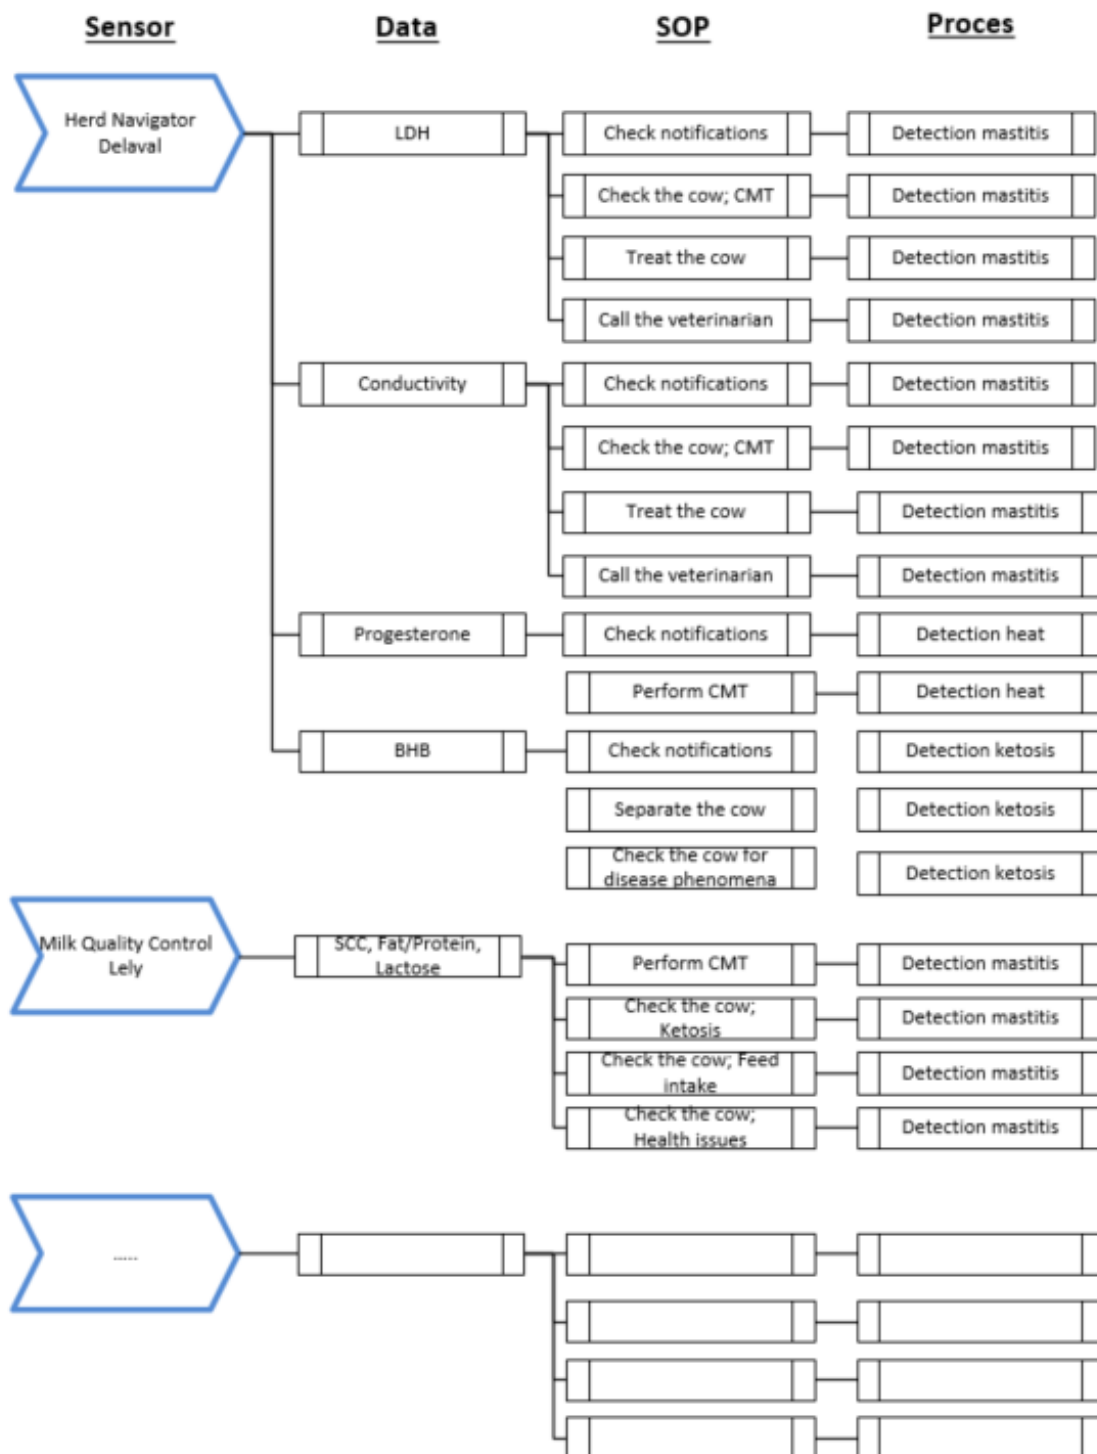 Sensor Data SOP Proces
Herd Navigator
Delaval
LDH
Check notifications
Detection mastitis
Check the cow; CMT
Detection mastitis
Treat the cow
Detection mastitis
Call the veterinarian
Detection mastitis
Conductivity
Check notifications
Detection mastitis
Check the cow; CMT
Detection mastitis
Treat the cow
Detection mastitis
Call the veterinarian
Detection mastitis
Progesterone
Check notifications
Detection heat
Perform CMT
Detection heat
BHB
Check notifications
Detection ketosis
Separate the cow
Detection ketosis
Check the cow for
disease phenomena
Detection ketosis
Milk Quality Control
Lely
SCC, Fat/Protein,
Lactose
Perform CMT
Detection mastitis
Check the cow;
Ketosis
Detection mastitis
Check the cow; Feed
intake
Detection mastitis
Check the cow;
Health issues
Detection mastitis
.....